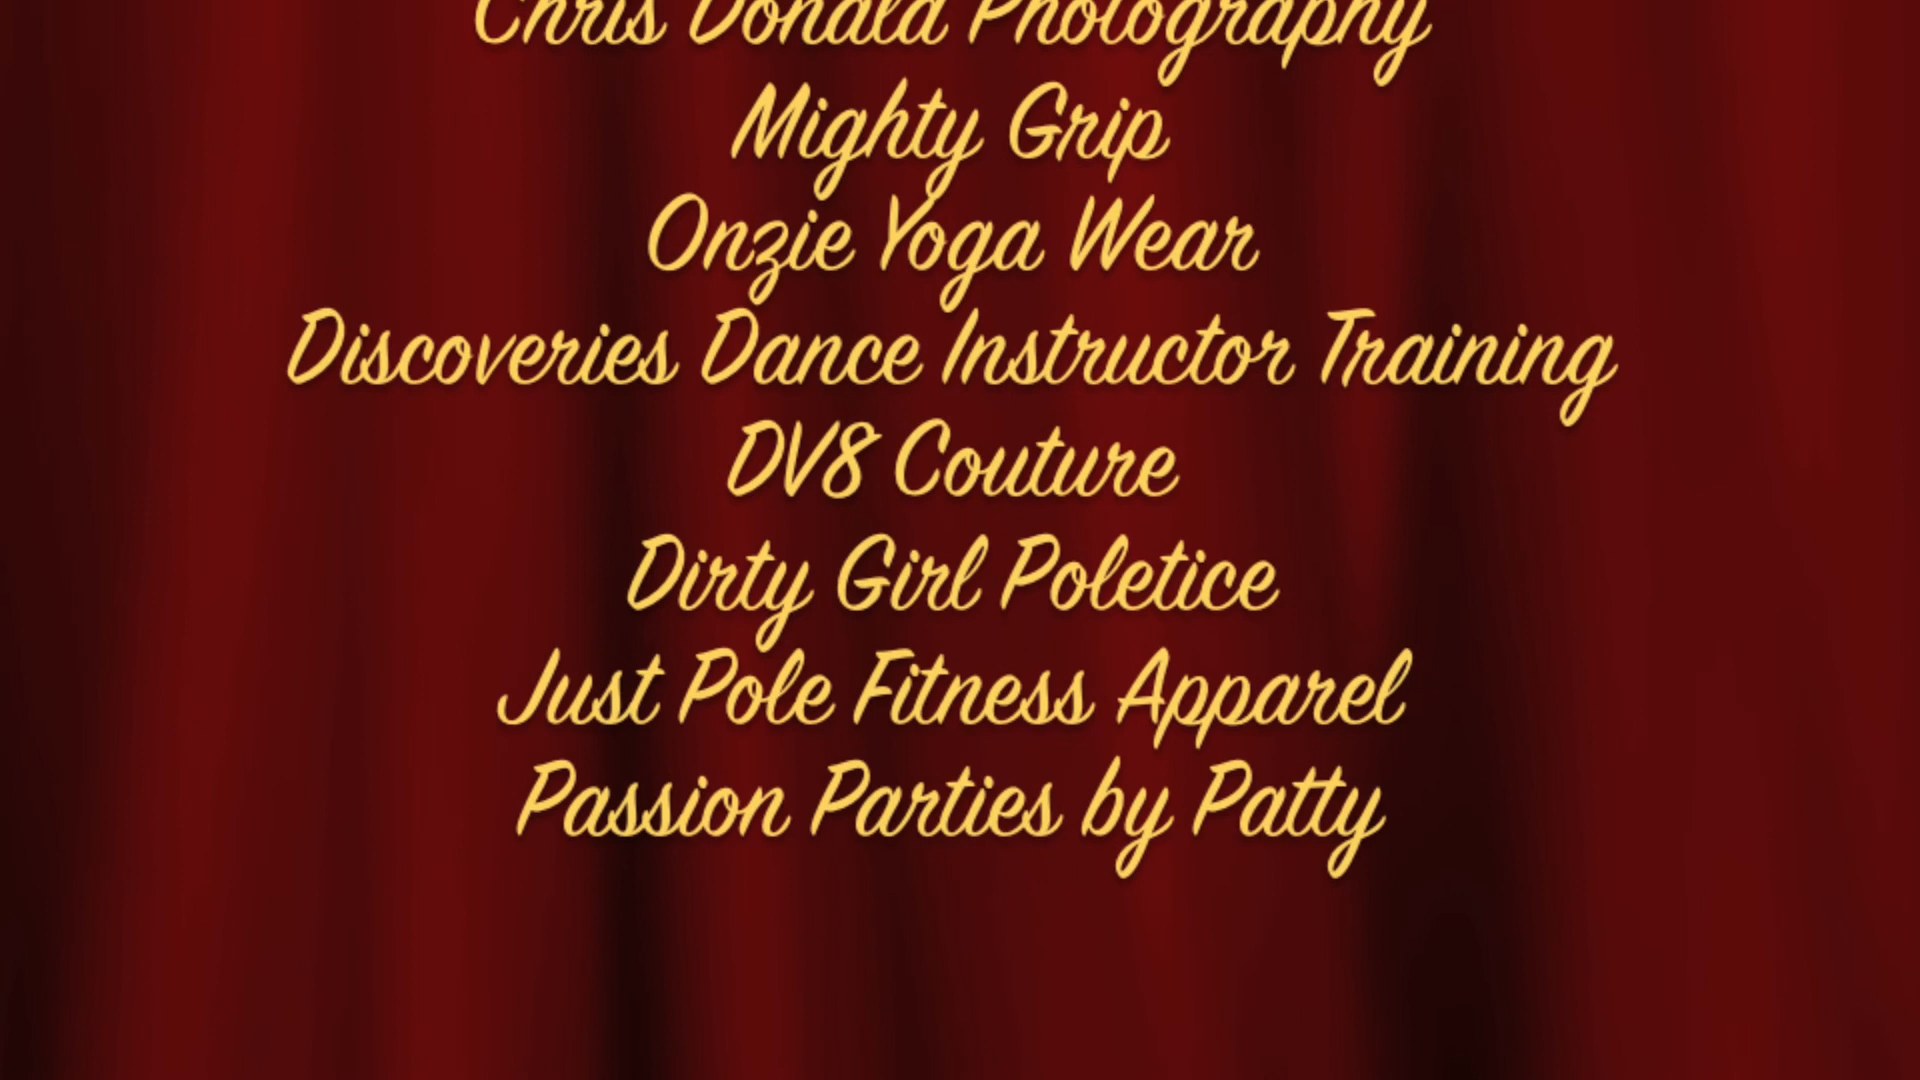 Chris Donald Photography
Mighty Grip
Onzie Yoga Wear
Discoveries Dance Instructor Training
DV8 Couture
Dirty Girl Poletice
Just Pole Fitness Apparel
Passion Parties by Patty